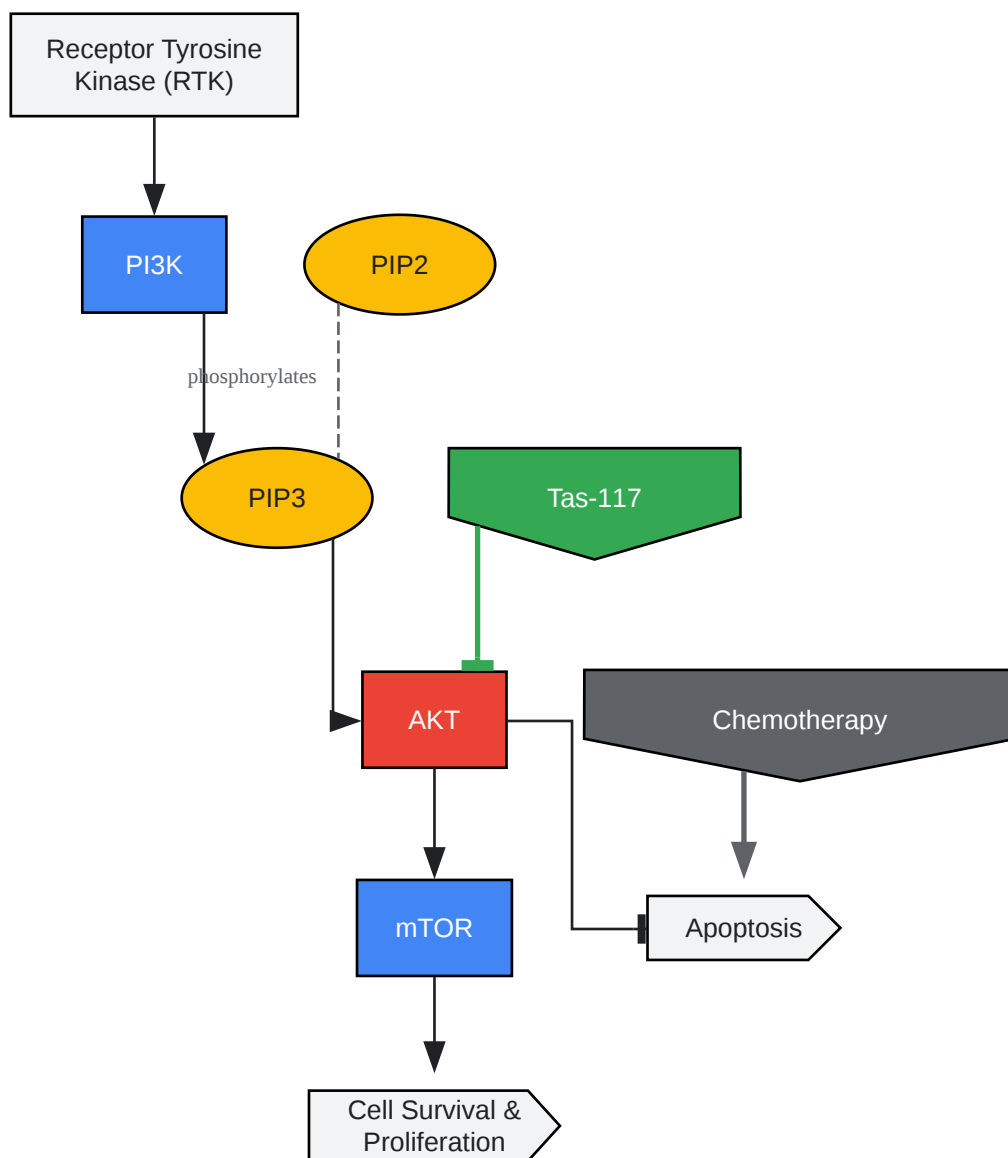 Receptor Tyrosine
Kinase (RTK)
PI3K
PIP2
phosphorylates
PIP3
Tas-117
AKT
Chemotherapy
mTOR
Apoptosis
Cell Survival &
Proliferation